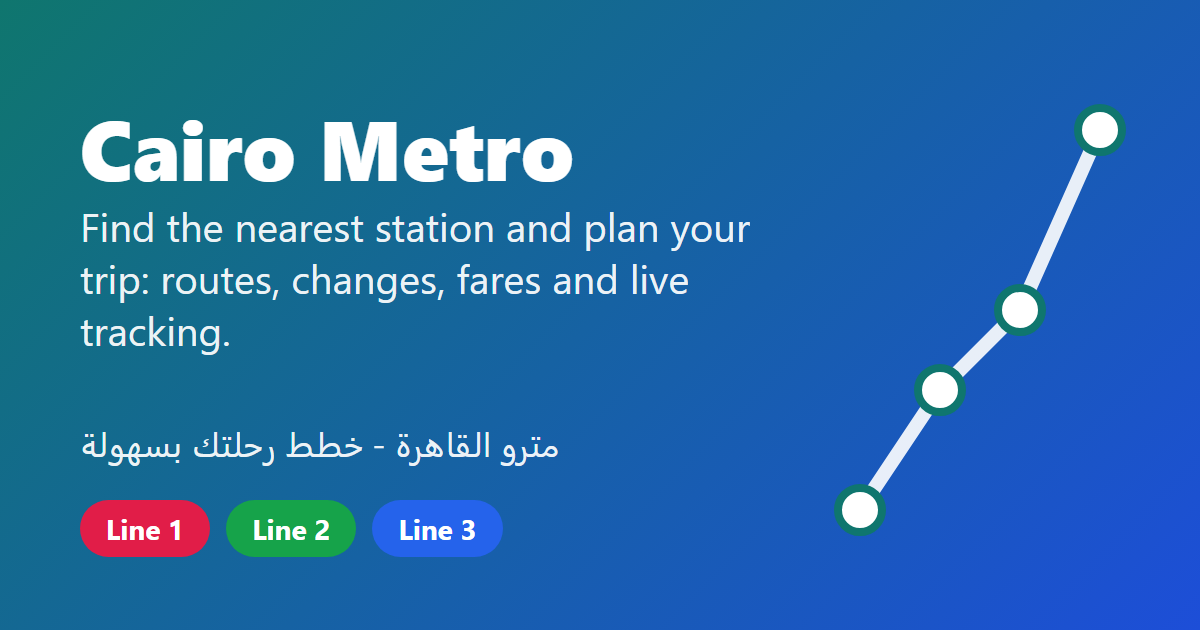 Cairo Metro
Find the nearest station and plan your
trip: routes, changes, fares and live
tracking.
مترو القاهرة - خطط رحلتك بسهولة
Line 1
Line 2
Line 3